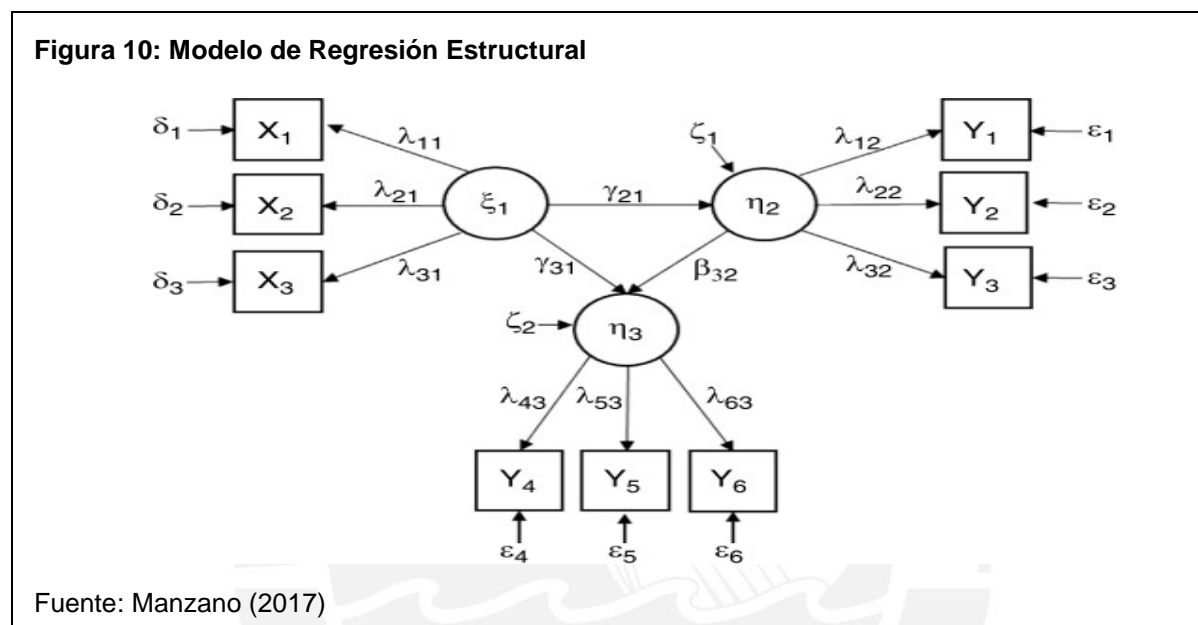 Figura 10: Modelo de Regresión Estructural
δ₁ X₁ λ₁₁ ζ₁ λ₁₂ Y₁ ε₁
δ₂ X₂ λ₂₁ ξ₁ γ₂₁ η₂ λ₂₂ Y₂ ε₂
δ₃ X₃ λ₃₁ γ₃₁ β₃₂ λ₃₂ Y₃ ε₃
ζ₂ η₃
λ₄₃ λ₅₃ λ₆₃
Y₄ Y₅ Y₆
ε₄ ε₅ ε₆
Fuente: Manzano (2017)